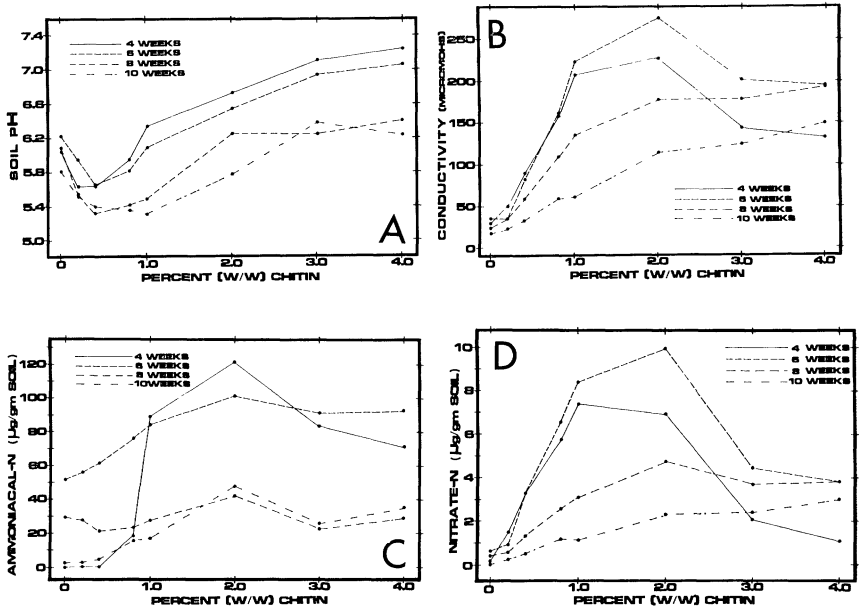 A
SOIL pH
7.4
7.0
6.6
6.2
5.8
5.4
5.0
4 WEEKS
6 WEEKS
8 WEEKS
10 WEEKS
0 1.0 2.0 3.0 4.0
PERCENT (W/W) CHITIN
B
CONDUCTIVITY (MICROMOHS)
250
200
150
100
50
0
4 WEEKS
6 WEEKS
8 WEEKS
10 WEEKS
0 1.0 2.0 3.0 4.0
PERCENT (W/W) CHITIN
C
AMMONIACAL-N (μg/gm SOIL)
120
100
80
60
40
20
0
4 WEEKS
6 WEEKS
8 WEEKS
10WEEKS
0 1.0 2.0 3.0 4.0
PERCENT (W/W) CHITIN
D
NITRATE-N (μg/gm SOIL)
10
8
6
4
2
0
4 WEEKS
6 WEEKS
8 WEEKS
10 WEEKS
0 1.0 2.0 3.0 4.0
PERCENT (W/W) CHITIN